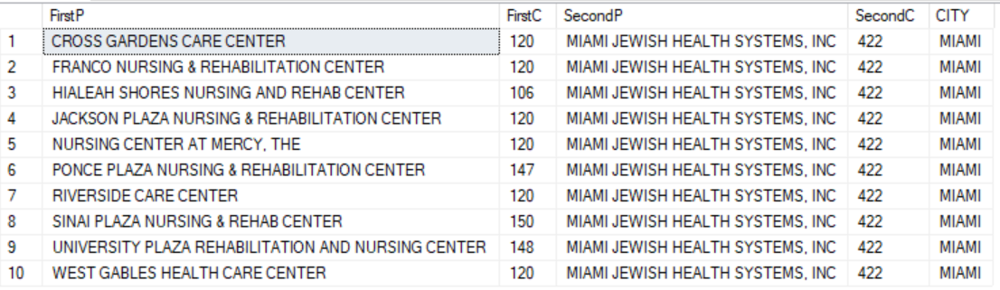 FirstP FirstC SecondP SecondC CITY
1 CROSS GARDENS CARE CENTER 120 MIAMI JEWISH HEALTH SYSTEMS, INC 422 MIAMI
2 FRANCO NURSING & REHABILITATION CENTER 120 MIAMI JEWISH HEALTH SYSTEMS, INC 422 MIAMI
3 HIALEAH SHORES NURSING AND REHAB CENTER 106 MIAMI JEWISH HEALTH SYSTEMS, INC 422 MIAMI
4 JACKSON PLAZA NURSING & REHABILITATION CENTER 120 MIAMI JEWISH HEALTH SYSTEMS, INC 422 MIAMI
5 NURSING CENTER AT MERCY, THE 120 MIAMI JEWISH HEALTH SYSTEMS, INC 422 MIAMI
6 PONCE PLAZA NURSING & REHABILITATION CENTER 147 MIAMI JEWISH HEALTH SYSTEMS, INC 422 MIAMI
7 RIVERSIDE CARE CENTER 120 MIAMI JEWISH HEALTH SYSTEMS, INC 422 MIAMI
8 SINAI PLAZA NURSING & REHAB CENTER 150 MIAMI JEWISH HEALTH SYSTEMS, INC 422 MIAMI
9 UNIVERSITY PLAZA REHABILITATION AND NURSING CENTER 148 MIAMI JEWISH HEALTH SYSTEMS, INC 422 MIAMI
10 WEST GABLES HEALTH CARE CENTER 120 MIAMI JEWISH HEALTH SYSTEMS, INC 422 MIAMI